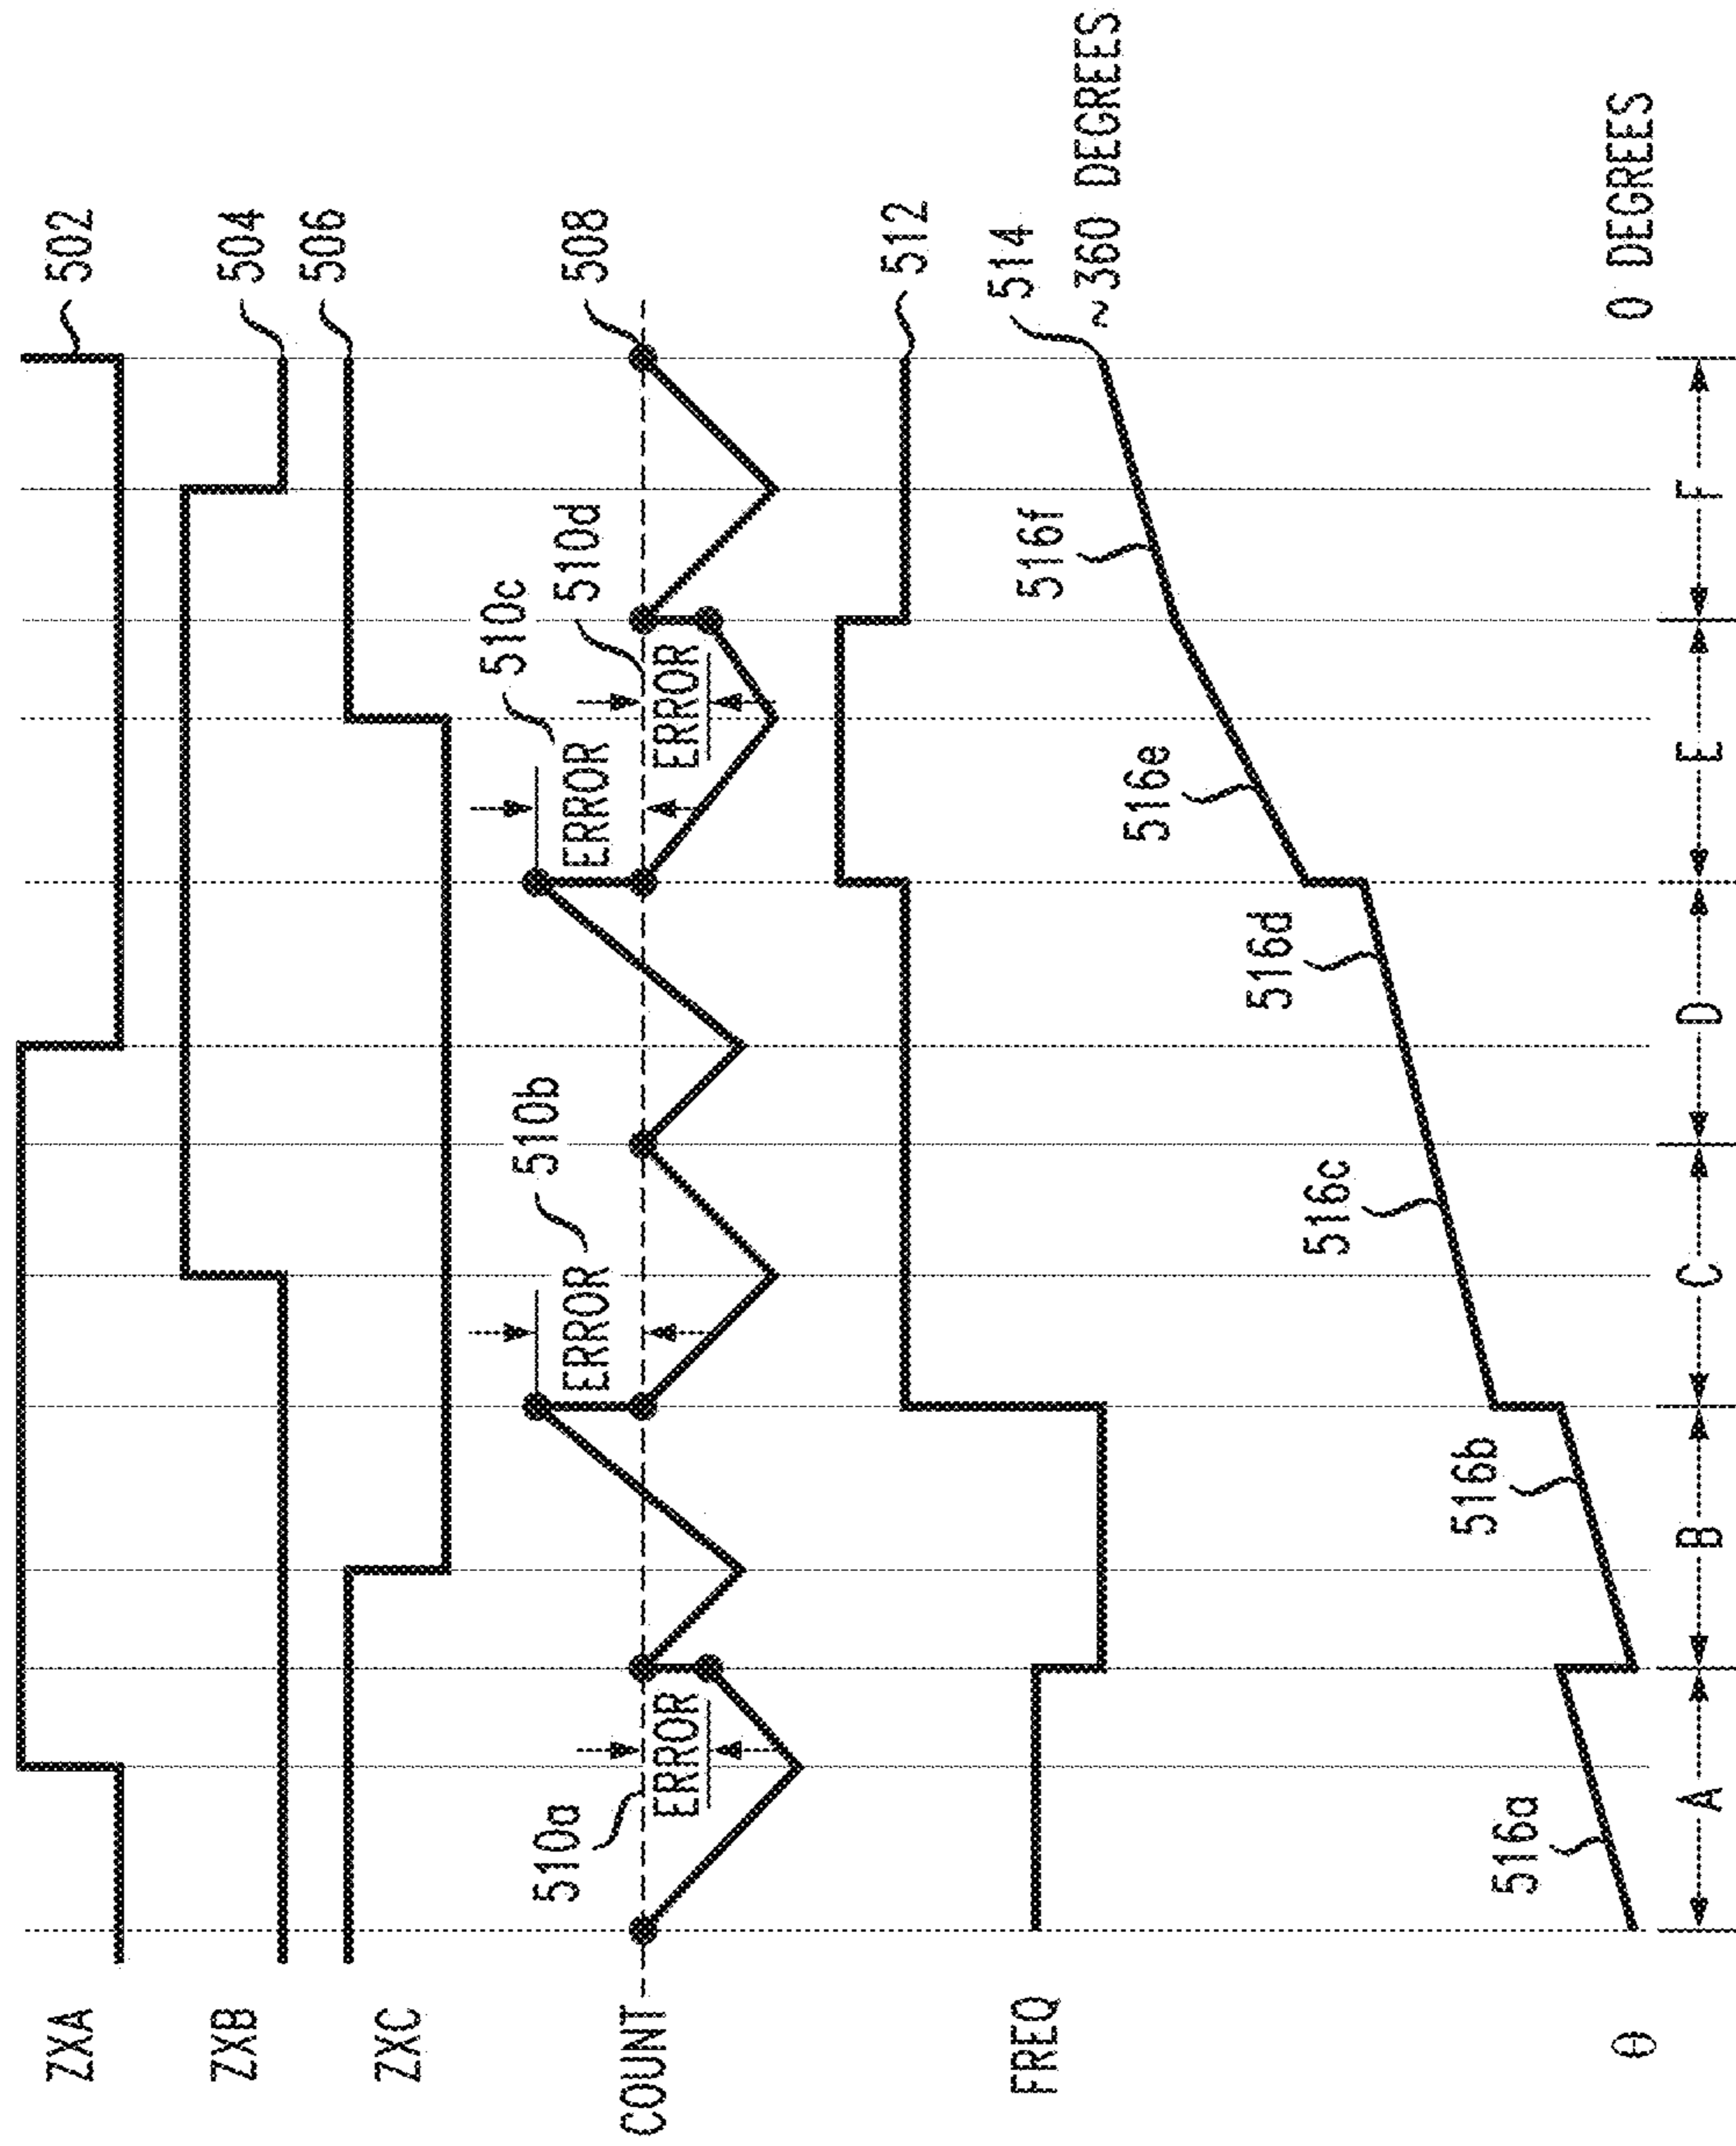 ZXA
502
ZXB
504
ZXC
506
COUNT
508
510a
ERROR
510b
ERROR
510c
ERROR
510d
ERROR
FREQ
512
514
~360 DEGREES
516a
516b
516c
516d
516e
516f
θ
0 DEGREES
A
B
C
D
E
F